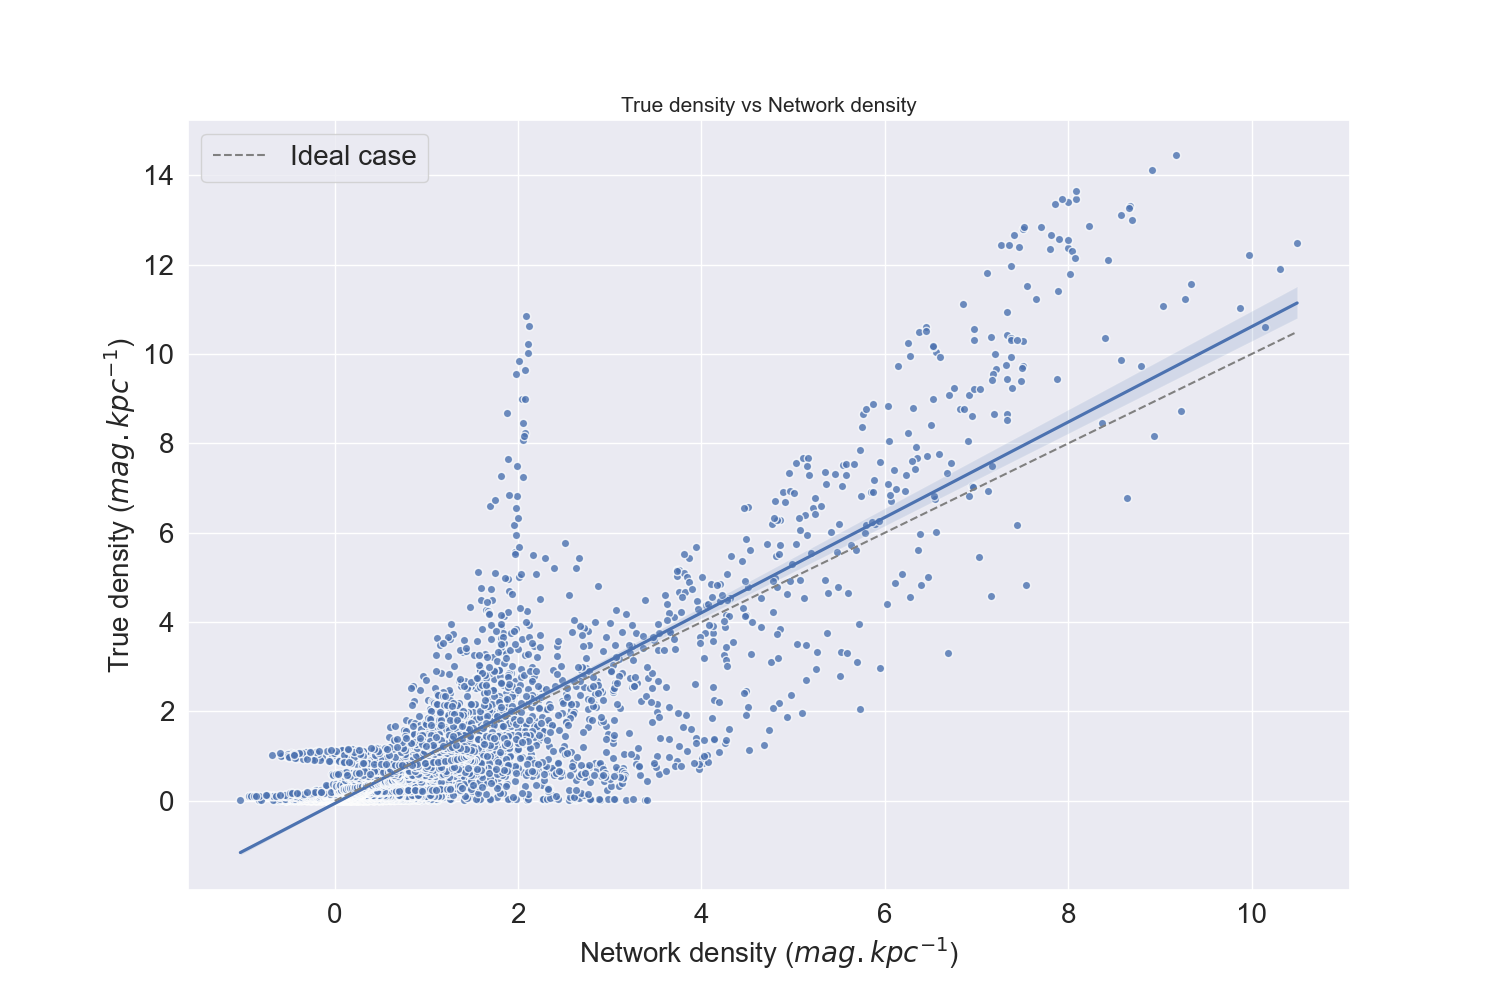 True density vs Network density
Ideal case
14
12
10
8
6
4
2
0
True density (mag. kpc⁻¹)
0 2 4 6 8 10
Network density (mag. kpc⁻¹)